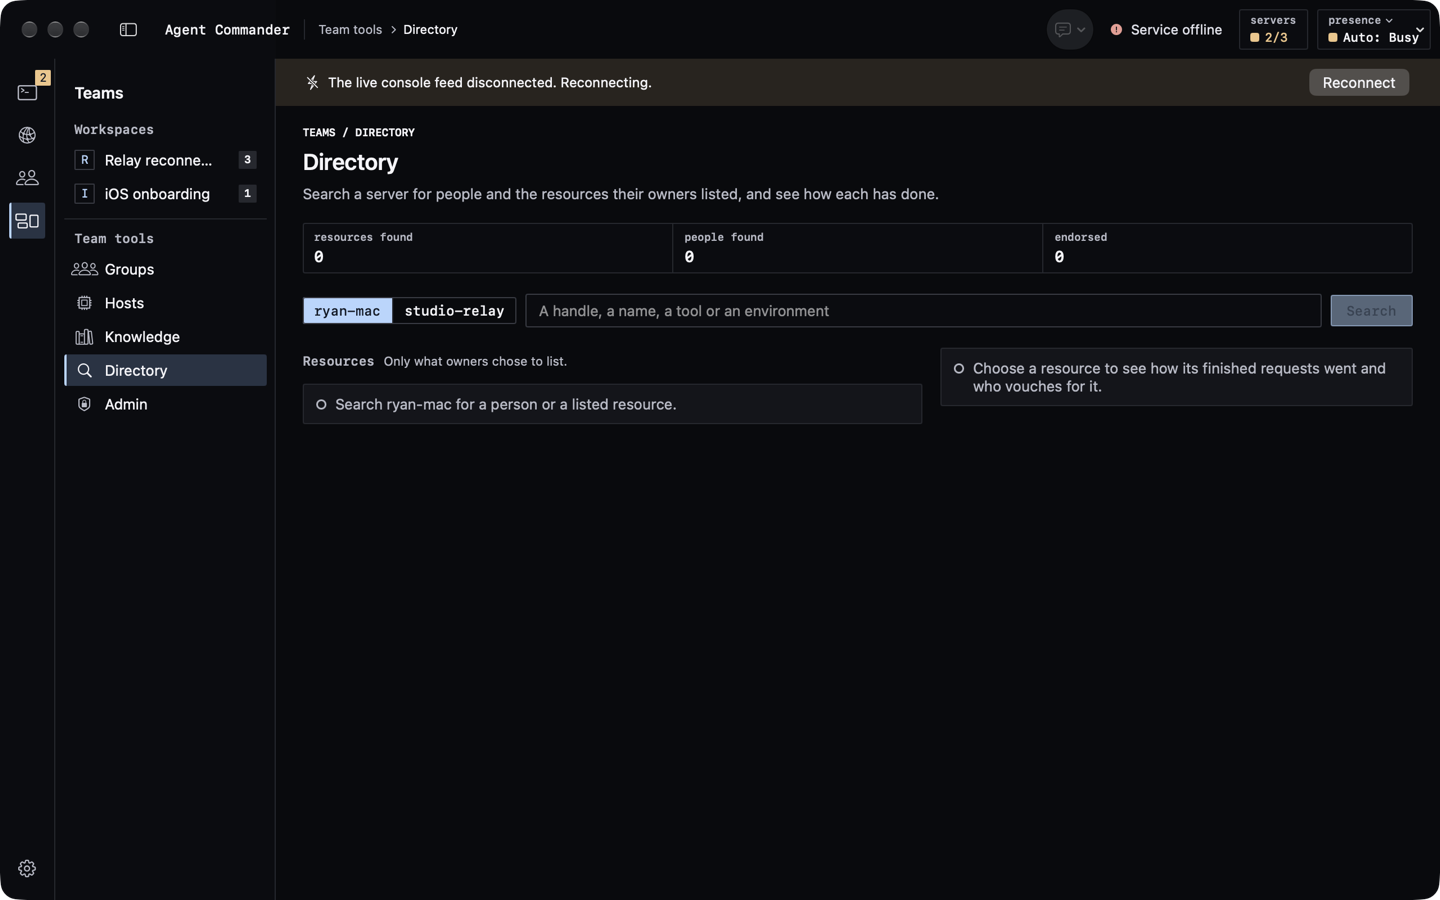 Agent Commander
Team tools > Directory
Service offline
servers
2/3
presence
Auto: Busy
2
Teams
Workspaces
R Relay reconne... 3
I iOS onboarding 1
Team tools
Groups
Hosts
Knowledge
Directory
Admin
The live console feed disconnected. Reconnecting.
Reconnect
TEAMS / DIRECTORY
Directory
Search a server for people and the resources their owners listed, and see how each has done.
resources found
0
people found
0
endorsed
0
ryan-mac
studio-relay
A handle, a name, a tool or an environment
Search
Resources Only what owners chose to list.
Search ryan-mac for a person or a listed resource.
Choose a resource to see how its finished requests went and
who vouches for it.